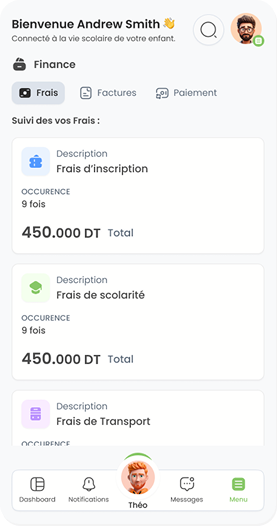 Bienvenue Andrew Smith 👋
Connecté à la vie scolaire de votre enfant.
Finance
Frais
Factures
Paiement
Suivi des vos Frais :
Description
Frais d'inscription
OCCURENCE
9 fois
450.000 DT Total
Description
Frais de scolarité
OCCURENCE
9 fois
450.000 DT Total
Description
Frais de Transport
OCCURENCE
Dashboard
Notifications
Théo
Messages
Menu